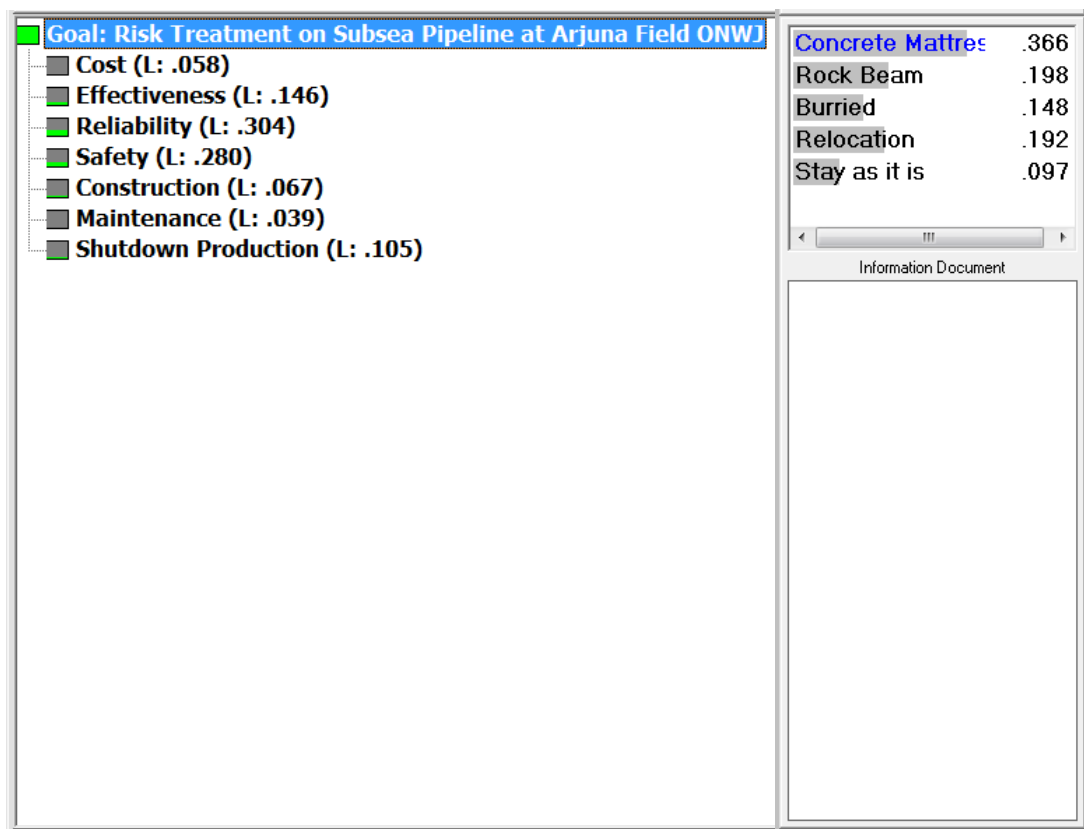 Goal: Risk Treatment on Subsea Pipeline at Arjuna Field ONWJ
Cost (L: .058)
Effectiveness (L: .146)
Reliability (L: .304)
Safety (L: .280)
Construction (L: .067)
Maintenance (L: .039)
Shutdown Production (L: .105)
Concrete Mattres .366
Rock Beam .198
Burried .148
Relocation .192
Stay as it is .097
Information Document